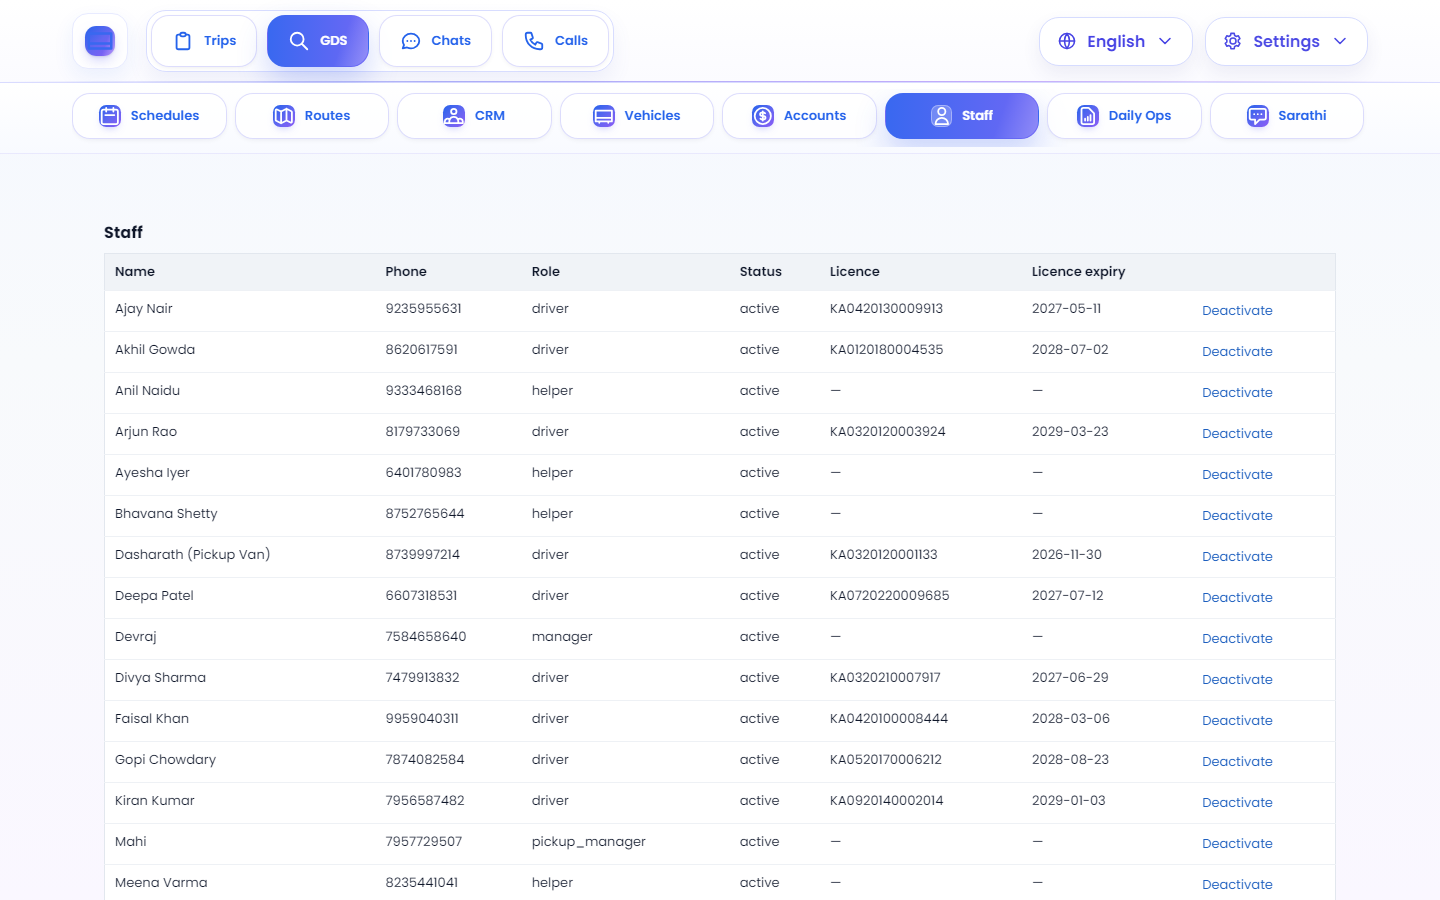 Trips GDS Chats Calls English Settings
Schedules Routes CRM Vehicles Accounts Staff Daily Ops Sarathi
Staff
Name Phone Role Status Licence Licence expiry
Ajay Nair 9235955631 driver active KA0420130009913 2027-05-11 Deactivate
Akhil Gowda 8620617591 driver active KA0120180004535 2028-07-02 Deactivate
Anil Naidu 9333468168 helper active — — Deactivate
Arjun Rao 8179733069 driver active KA0320120003924 2029-03-23 Deactivate
Ayesha Iyer 6401780983 helper active — — Deactivate
Bhavana Shetty 8752765644 helper active — — Deactivate
Dasharath (Pickup Van) 8739997214 driver active KA0320120001133 2026-11-30 Deactivate
Deepa Patel 6607318531 driver active KA0720220009685 2027-07-12 Deactivate
Devraj 7584658640 manager active — — Deactivate
Divya Sharma 7479913832 driver active KA0320210007917 2027-06-29 Deactivate
Faisal Khan 9959040311 driver active KA0420100008444 2028-03-06 Deactivate
Gopi Chowdary 7874082584 driver active KA0520170006212 2028-08-23 Deactivate
Kiran Kumar 7956587482 driver active KA0920140002014 2029-01-03 Deactivate
Mahi 7957729507 pickup_manager active — — Deactivate
Meena Varma 8235441041 helper active — — Deactivate